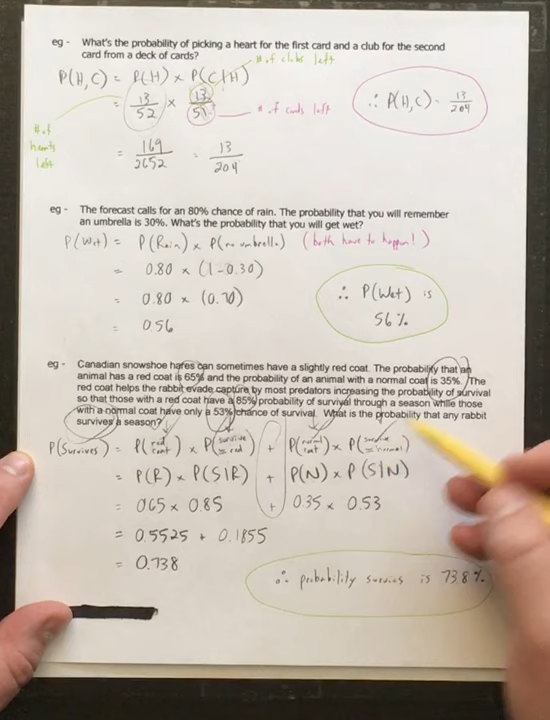 eg - What's the probability of picking a heart for the first card and a club for the second
card from a deck of cards?
# of clubs left
P(H,C) = P(H) × P(C|H)
= 13/52 × 13/51
# of cards left
# of hearts left
∴ P(H,C) = 13/204
= 169/2652 = 13/204
eg - The forecast calls for an 80% chance of rain. The probability that you will remember
an umbrella is 30%. What's the probability that you will get wet?
P(Wet) = P(Rain) × P(no umbrella) (both have to happen!)
= 0.80 × (1-0.30)
= 0.80 × (0.70)
= 0.56
∴ P(Wet) is
56%
eg - Canadian snowshoe hares can sometimes have a slightly red coat. The probability that an
animal has a red coat is 65% and the probability of an animal with a normal coat is 35%. The
red coat helps the rabbit evade capture by most predators increasing the probability of survival
so that those with a red coat have a 85% probability of survival through a season while those
with a normal coat have only a 53% chance of survival. What is the probability that any rabbit
survives a season?
P(Survives) = P(red coat) × P(survive if red) + P(normal coat) × P(survive if normal)
= P(R) × P(S|R) + P(N) × P(S|N)
= 0.65 × 0.85 + 0.35 × 0.53
= 0.5525 + 0.1855
= 0.738
∴ probability survives is 73.8%